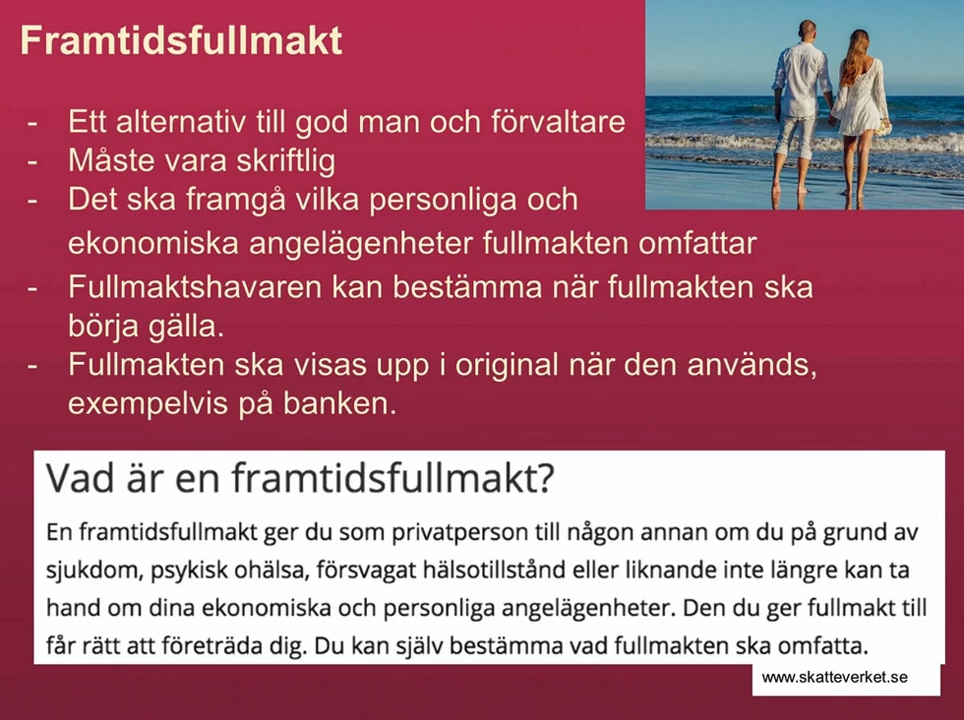 Framtidsfullmakt
- Ett alternativ till god man och förvaltare
- Måste vara skriftlig
- Det ska framgå vilka personliga och
ekonomiska angelägenheter fullmakten omfattar
- Fullmaktshavaren kan bestämma när fullmakten ska
börja gälla.
- Fullmakten ska visas upp i original när den används,
exempelvis på banken.
Vad är en framtidsfullmakt?
En framtidsfullmakt ger du som privatperson till någon annan om du på grund av
sjukdom, psykisk ohälsa, försvagat hälsotillstånd eller liknande inte längre kan ta
hand om dina ekonomiska och personliga angelägenheter. Den du ger fullmakt till
får rätt att företräda dig. Du kan själv bestämma vad fullmakten ska omfatta.
www.skatteverket.se